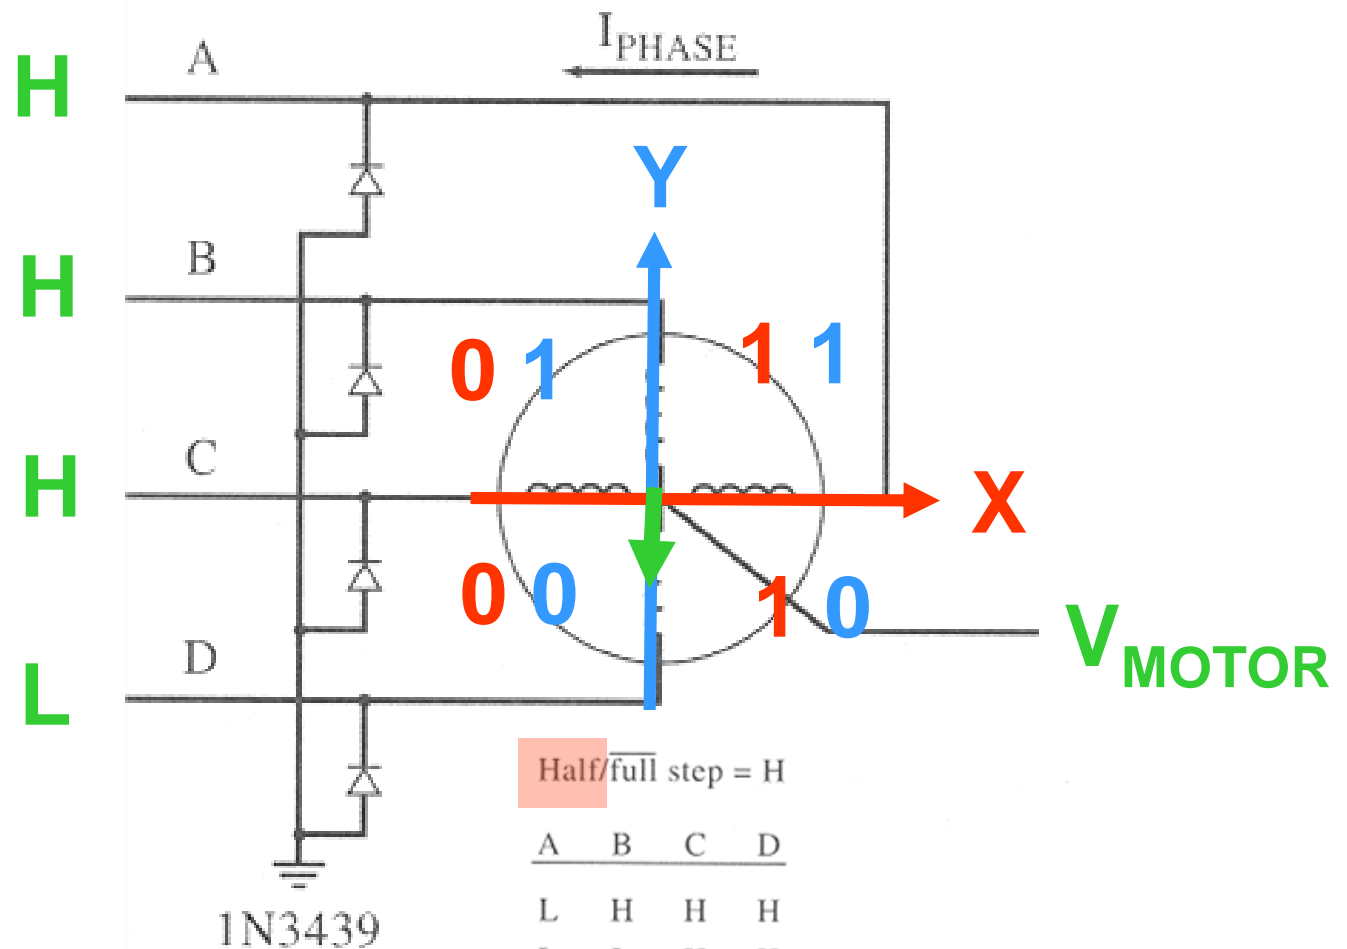 I PHASE
H A
Y
H B
0 1 1 1
H C
X
0 0 1 0
V MOTOR
L D
Half/full step = H
A B C D
L H H H
1N3439